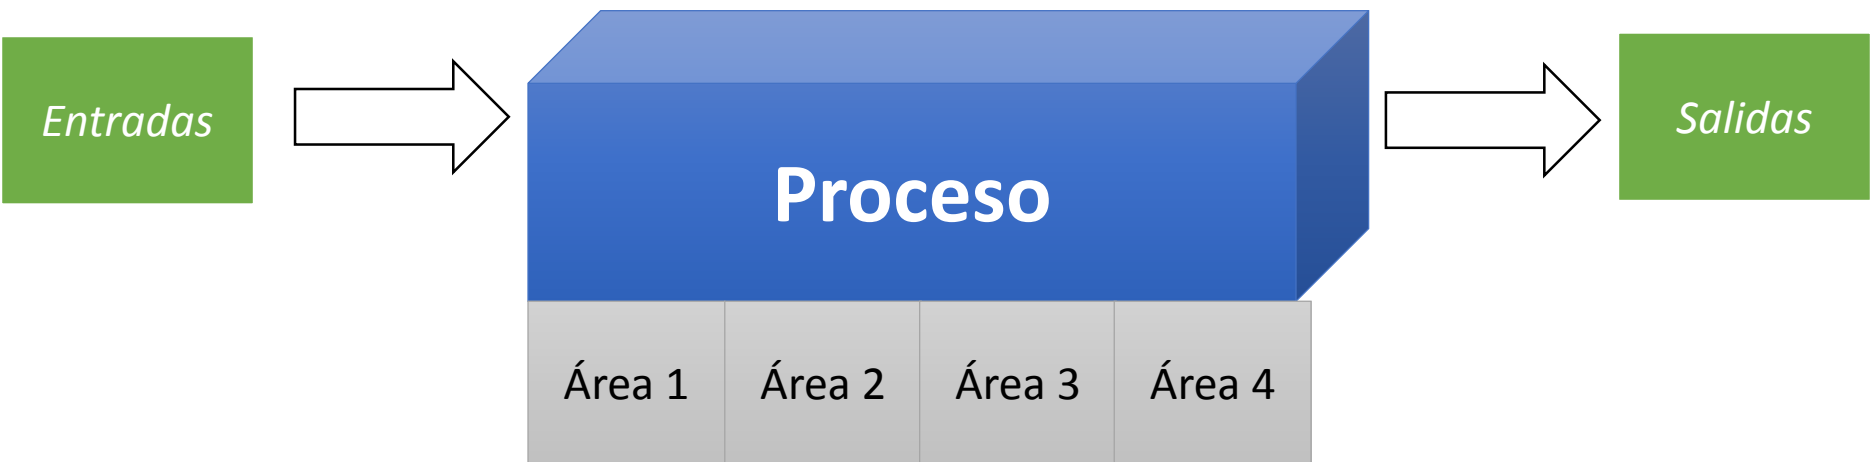 Entradas
Proceso
Salidas
Área 1
Área 2
Área 3
Área 4